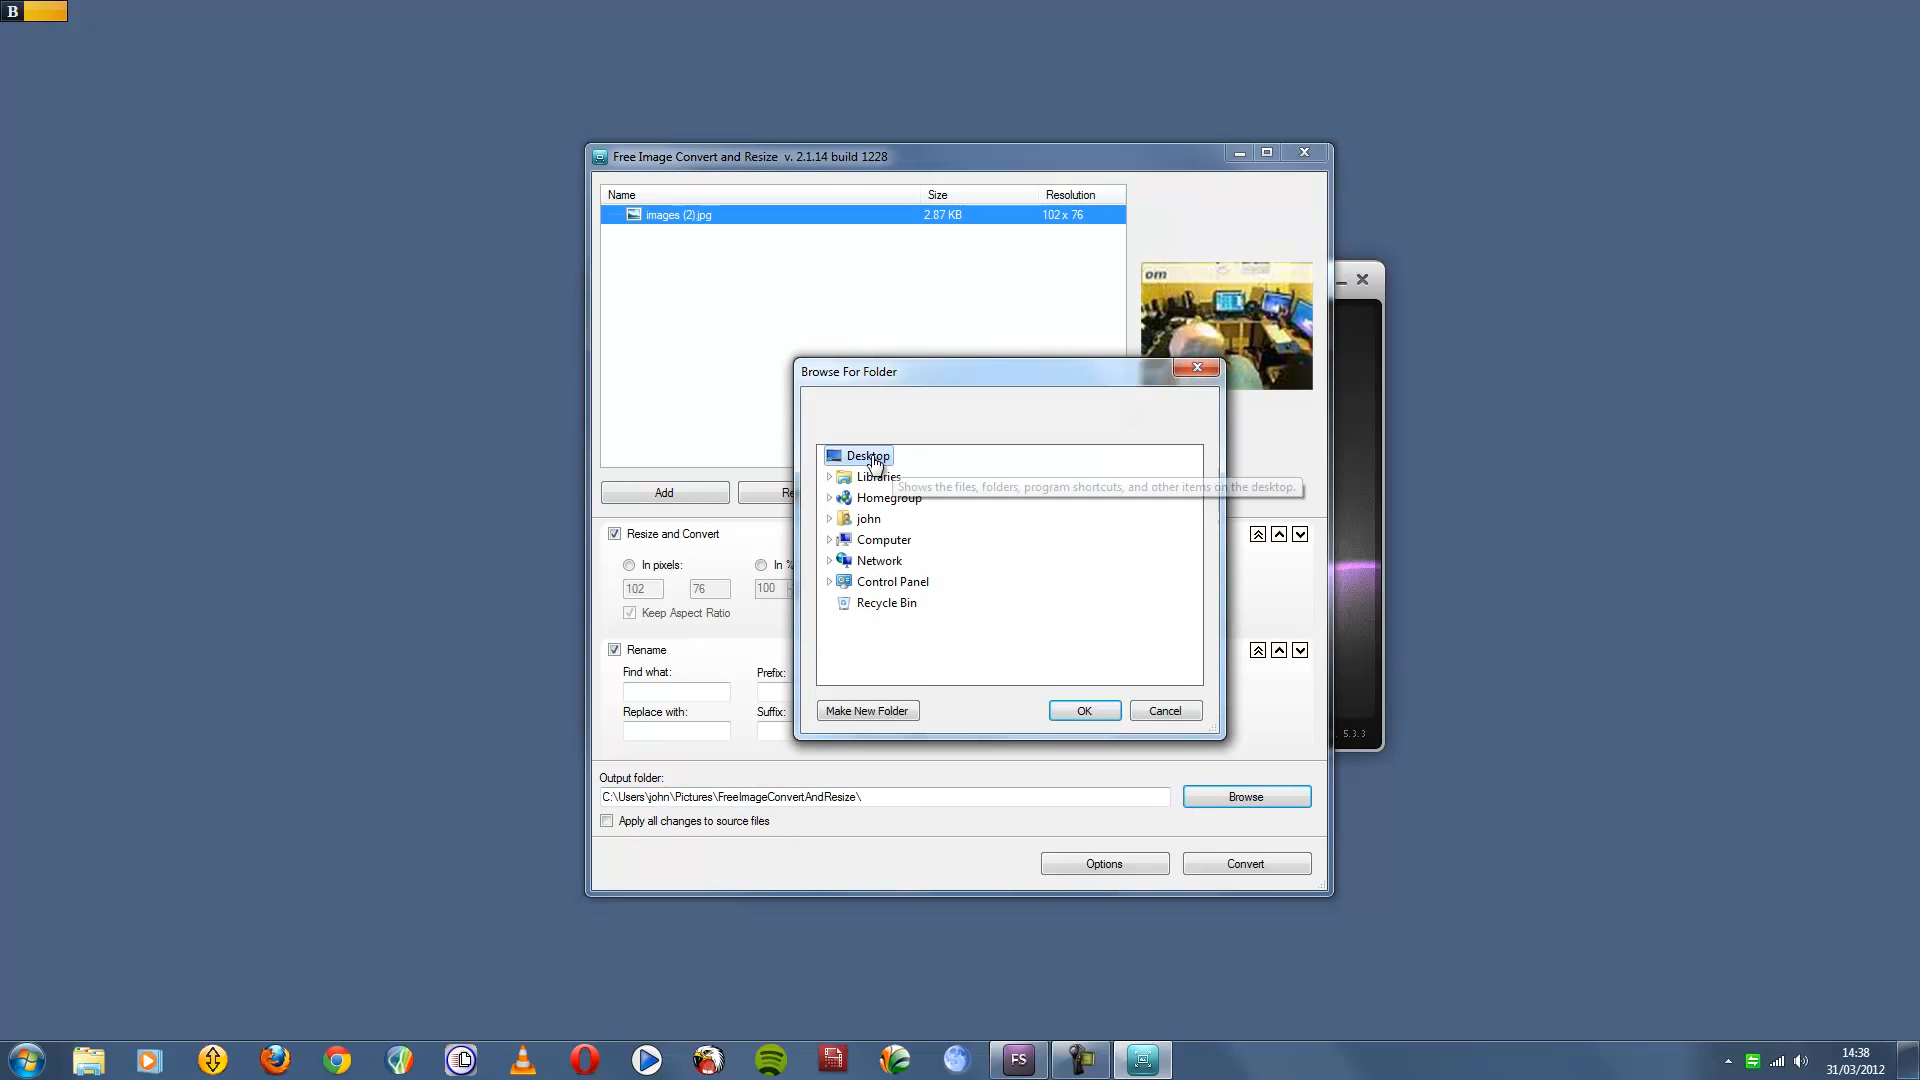 B
Free Image Convert and Resize v. 2.1.14 build 1228
Name Size Resolution
images (2).jpg 2.87 KB 102 x 76
om
Browse For Folder
Desktop
Libraries
Shows the files, folders, program shortcuts, and other items on the desktop.
Homegroup
john
Computer
Network
Control Panel
Recycle Bin
Make New Folder OK Cancel
Add Re
Resize and Convert
In pixels: In %
102 76 100
Keep Aspect Ratio
Rename
Find what: Prefix:
Replace with: Suffix:
5.3.3
Output folder:
C:\Users\john\Pictures\FreeImageConvertAndResize\ Browse
Apply all changes to source files
Options Convert
FS
14:38
31/03/2012